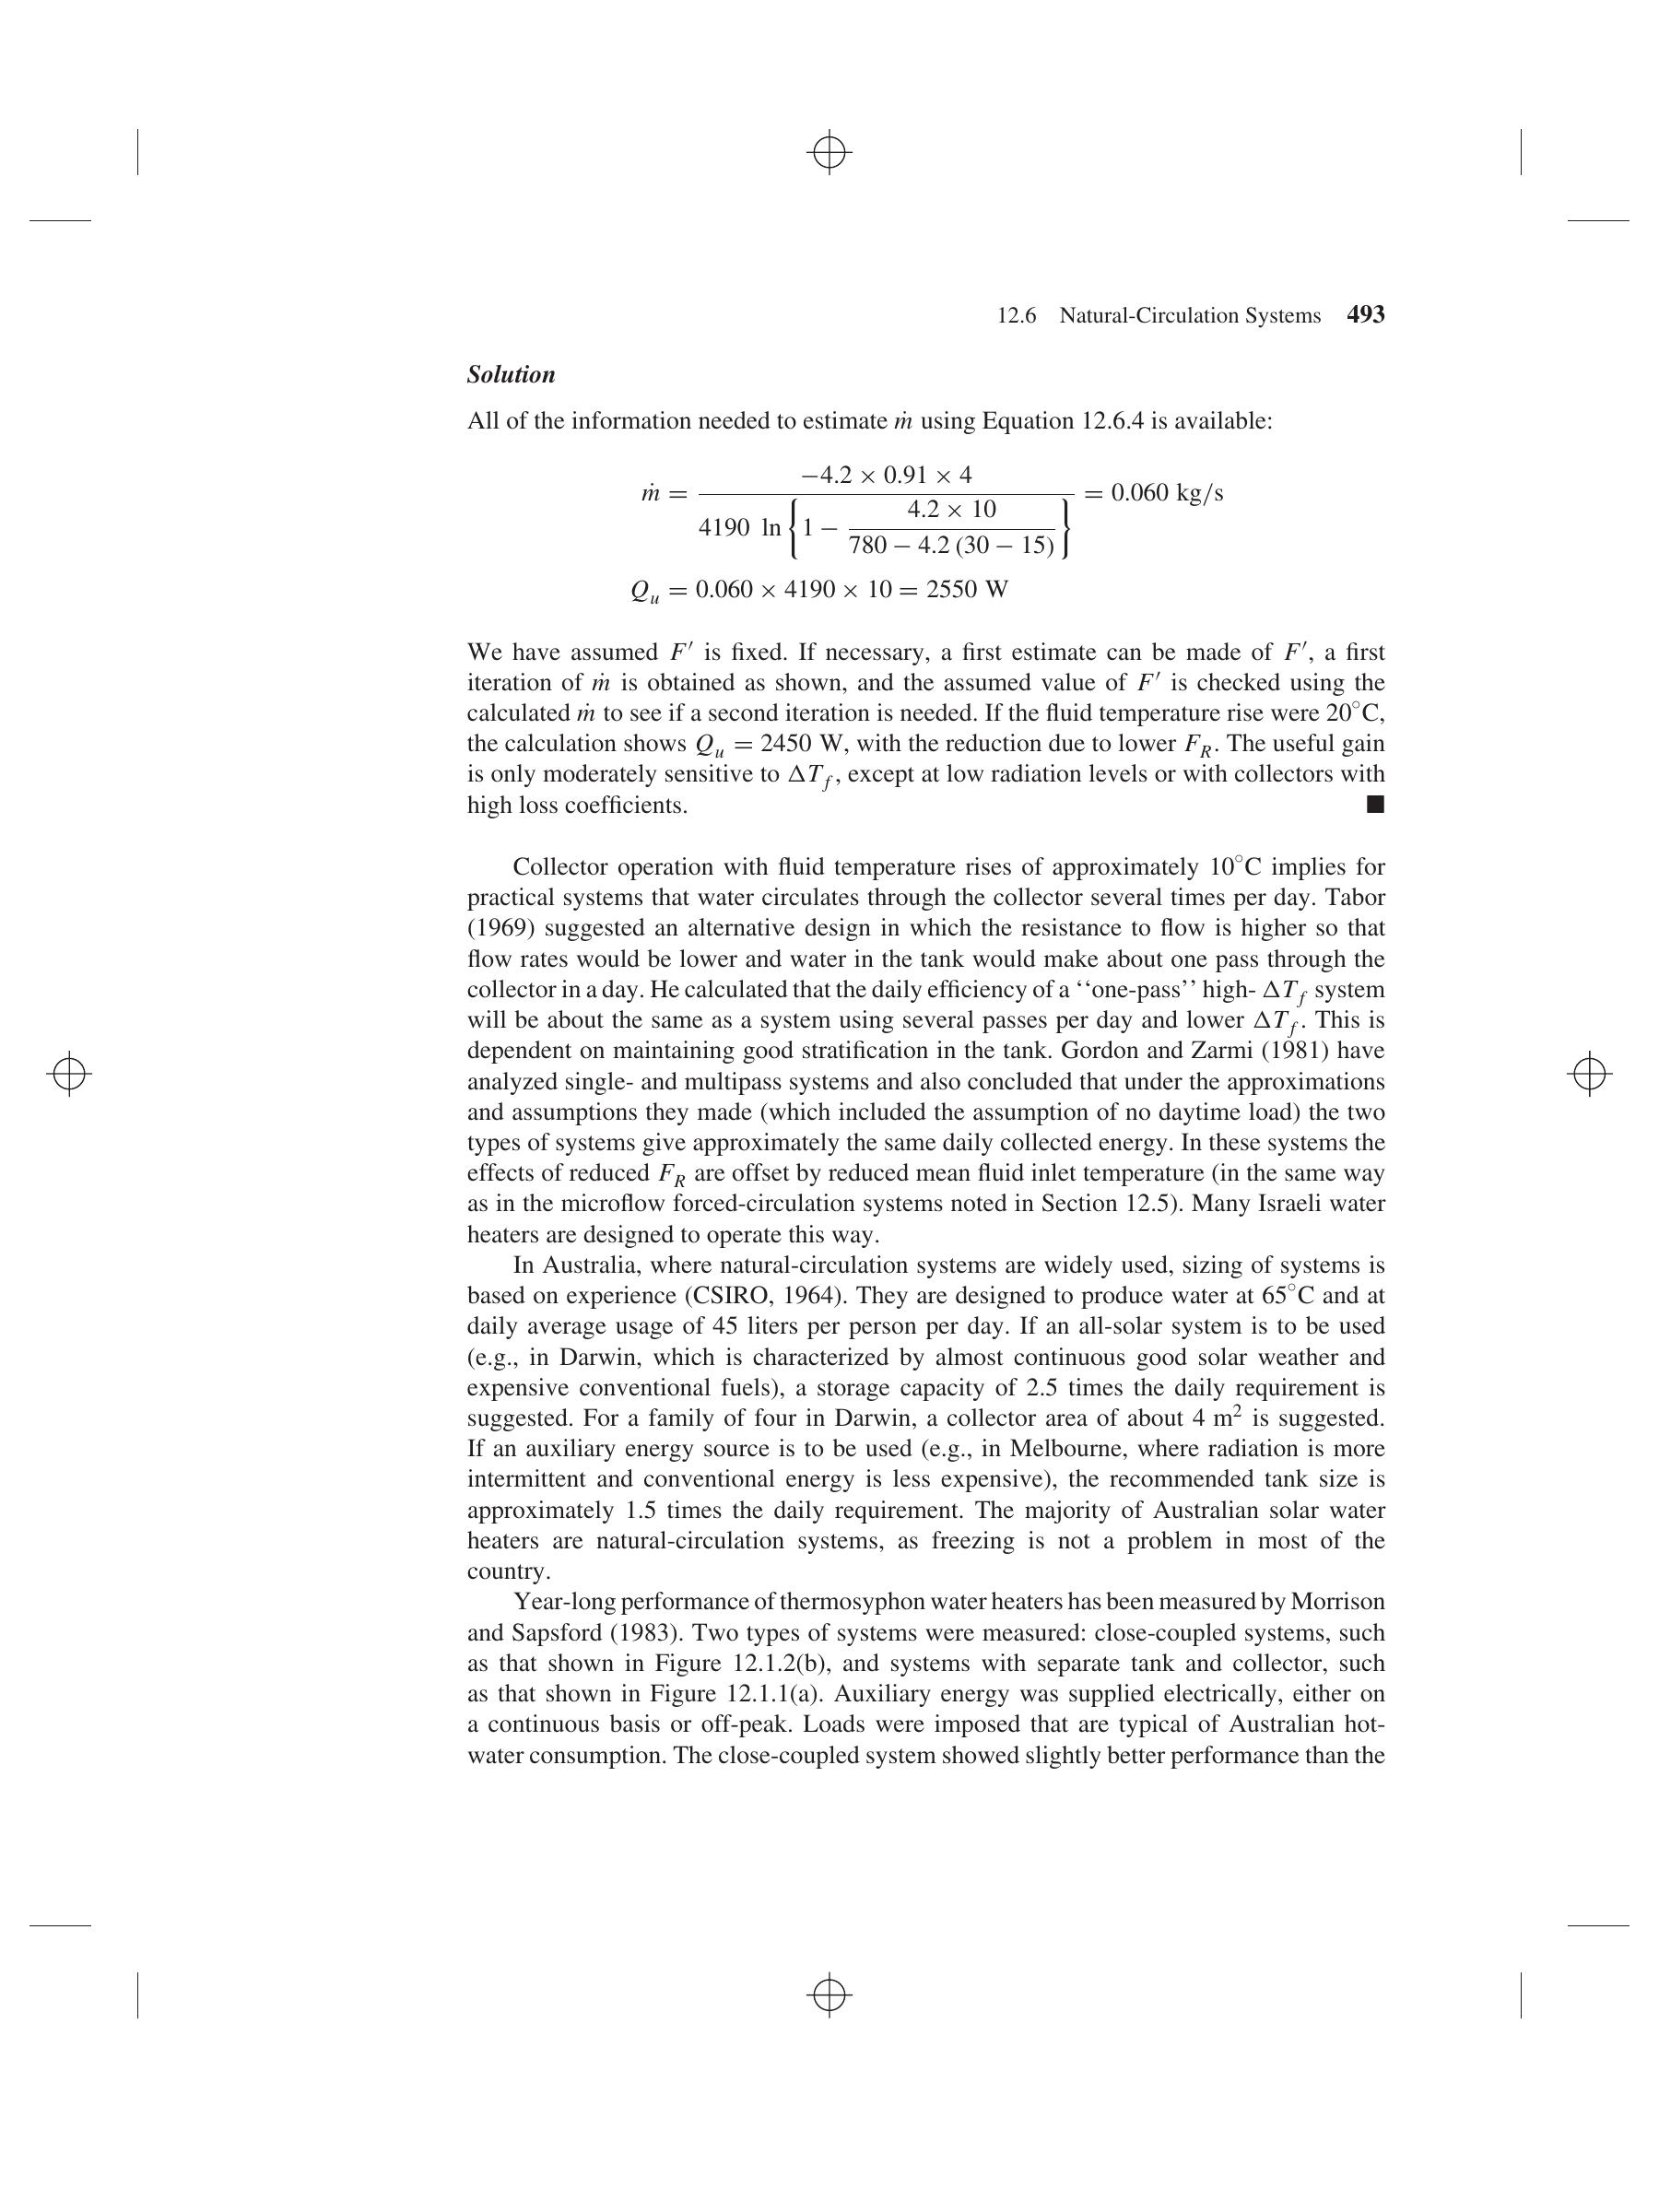 12.6 Natural-Circulation Systems 493
Solution
All of the information needed to estimate ṁ using Equation 12.6.4 is available:
ṁ = −4.2 × 0.91 × 4 / 4190 ln {1 − 4.2 × 10 / 780 − 4.2 (30 − 15)} = 0.060 kg/s
Qu = 0.060 × 4190 × 10 = 2550 W
We have assumed F′ is fixed. If necessary, a first estimate can be made of F′, a first
iteration of ṁ is obtained as shown, and the assumed value of F′ is checked using the
calculated ṁ to see if a second iteration is needed. If the fluid temperature rise were 20°C,
the calculation shows Qu = 2450 W, with the reduction due to lower FR. The useful gain
is only moderately sensitive to ΔTf, except at low radiation levels or with collectors with
high loss coefficients. ■
Collector operation with fluid temperature rises of approximately 10°C implies for
practical systems that water circulates through the collector several times per day. Tabor
(1969) suggested an alternative design in which the resistance to flow is higher so that
flow rates would be lower and water in the tank would make about one pass through the
collector in a day. He calculated that the daily efficiency of a ‘‘one-pass’’ high- ΔTf system
will be about the same as a system using several passes per day and lower ΔTf. This is
dependent on maintaining good stratification in the tank. Gordon and Zarmi (1981) have
analyzed single- and multipass systems and also concluded that under the approximations
and assumptions they made (which included the assumption of no daytime load) the two
types of systems give approximately the same daily collected energy. In these systems the
effects of reduced FR are offset by reduced mean fluid inlet temperature (in the same way
as in the microflow forced-circulation systems noted in Section 12.5). Many Israeli water
heaters are designed to operate this way.
In Australia, where natural-circulation systems are widely used, sizing of systems is
based on experience (CSIRO, 1964). They are designed to produce water at 65°C and at
daily average usage of 45 liters per person per day. If an all-solar system is to be used
(e.g., in Darwin, which is characterized by almost continuous good solar weather and
expensive conventional fuels), a storage capacity of 2.5 times the daily requirement is
suggested. For a family of four in Darwin, a collector area of about 4 m² is suggested.
If an auxiliary energy source is to be used (e.g., in Melbourne, where radiation is more
intermittent and conventional energy is less expensive), the recommended tank size is
approximately 1.5 times the daily requirement. The majority of Australian solar water
heaters are natural-circulation systems, as freezing is not a problem in most of the
country.
Year-long performance of thermosyphon water heaters has been measured by Morrison
and Sapsford (1983). Two types of systems were measured: close-coupled systems, such
as that shown in Figure 12.1.2(b), and systems with separate tank and collector, such
as that shown in Figure 12.1.1(a). Auxiliary energy was supplied electrically, either on
a continuous basis or off-peak. Loads were imposed that are typical of Australian hot-
water consumption. The close-coupled system showed slightly better performance than the